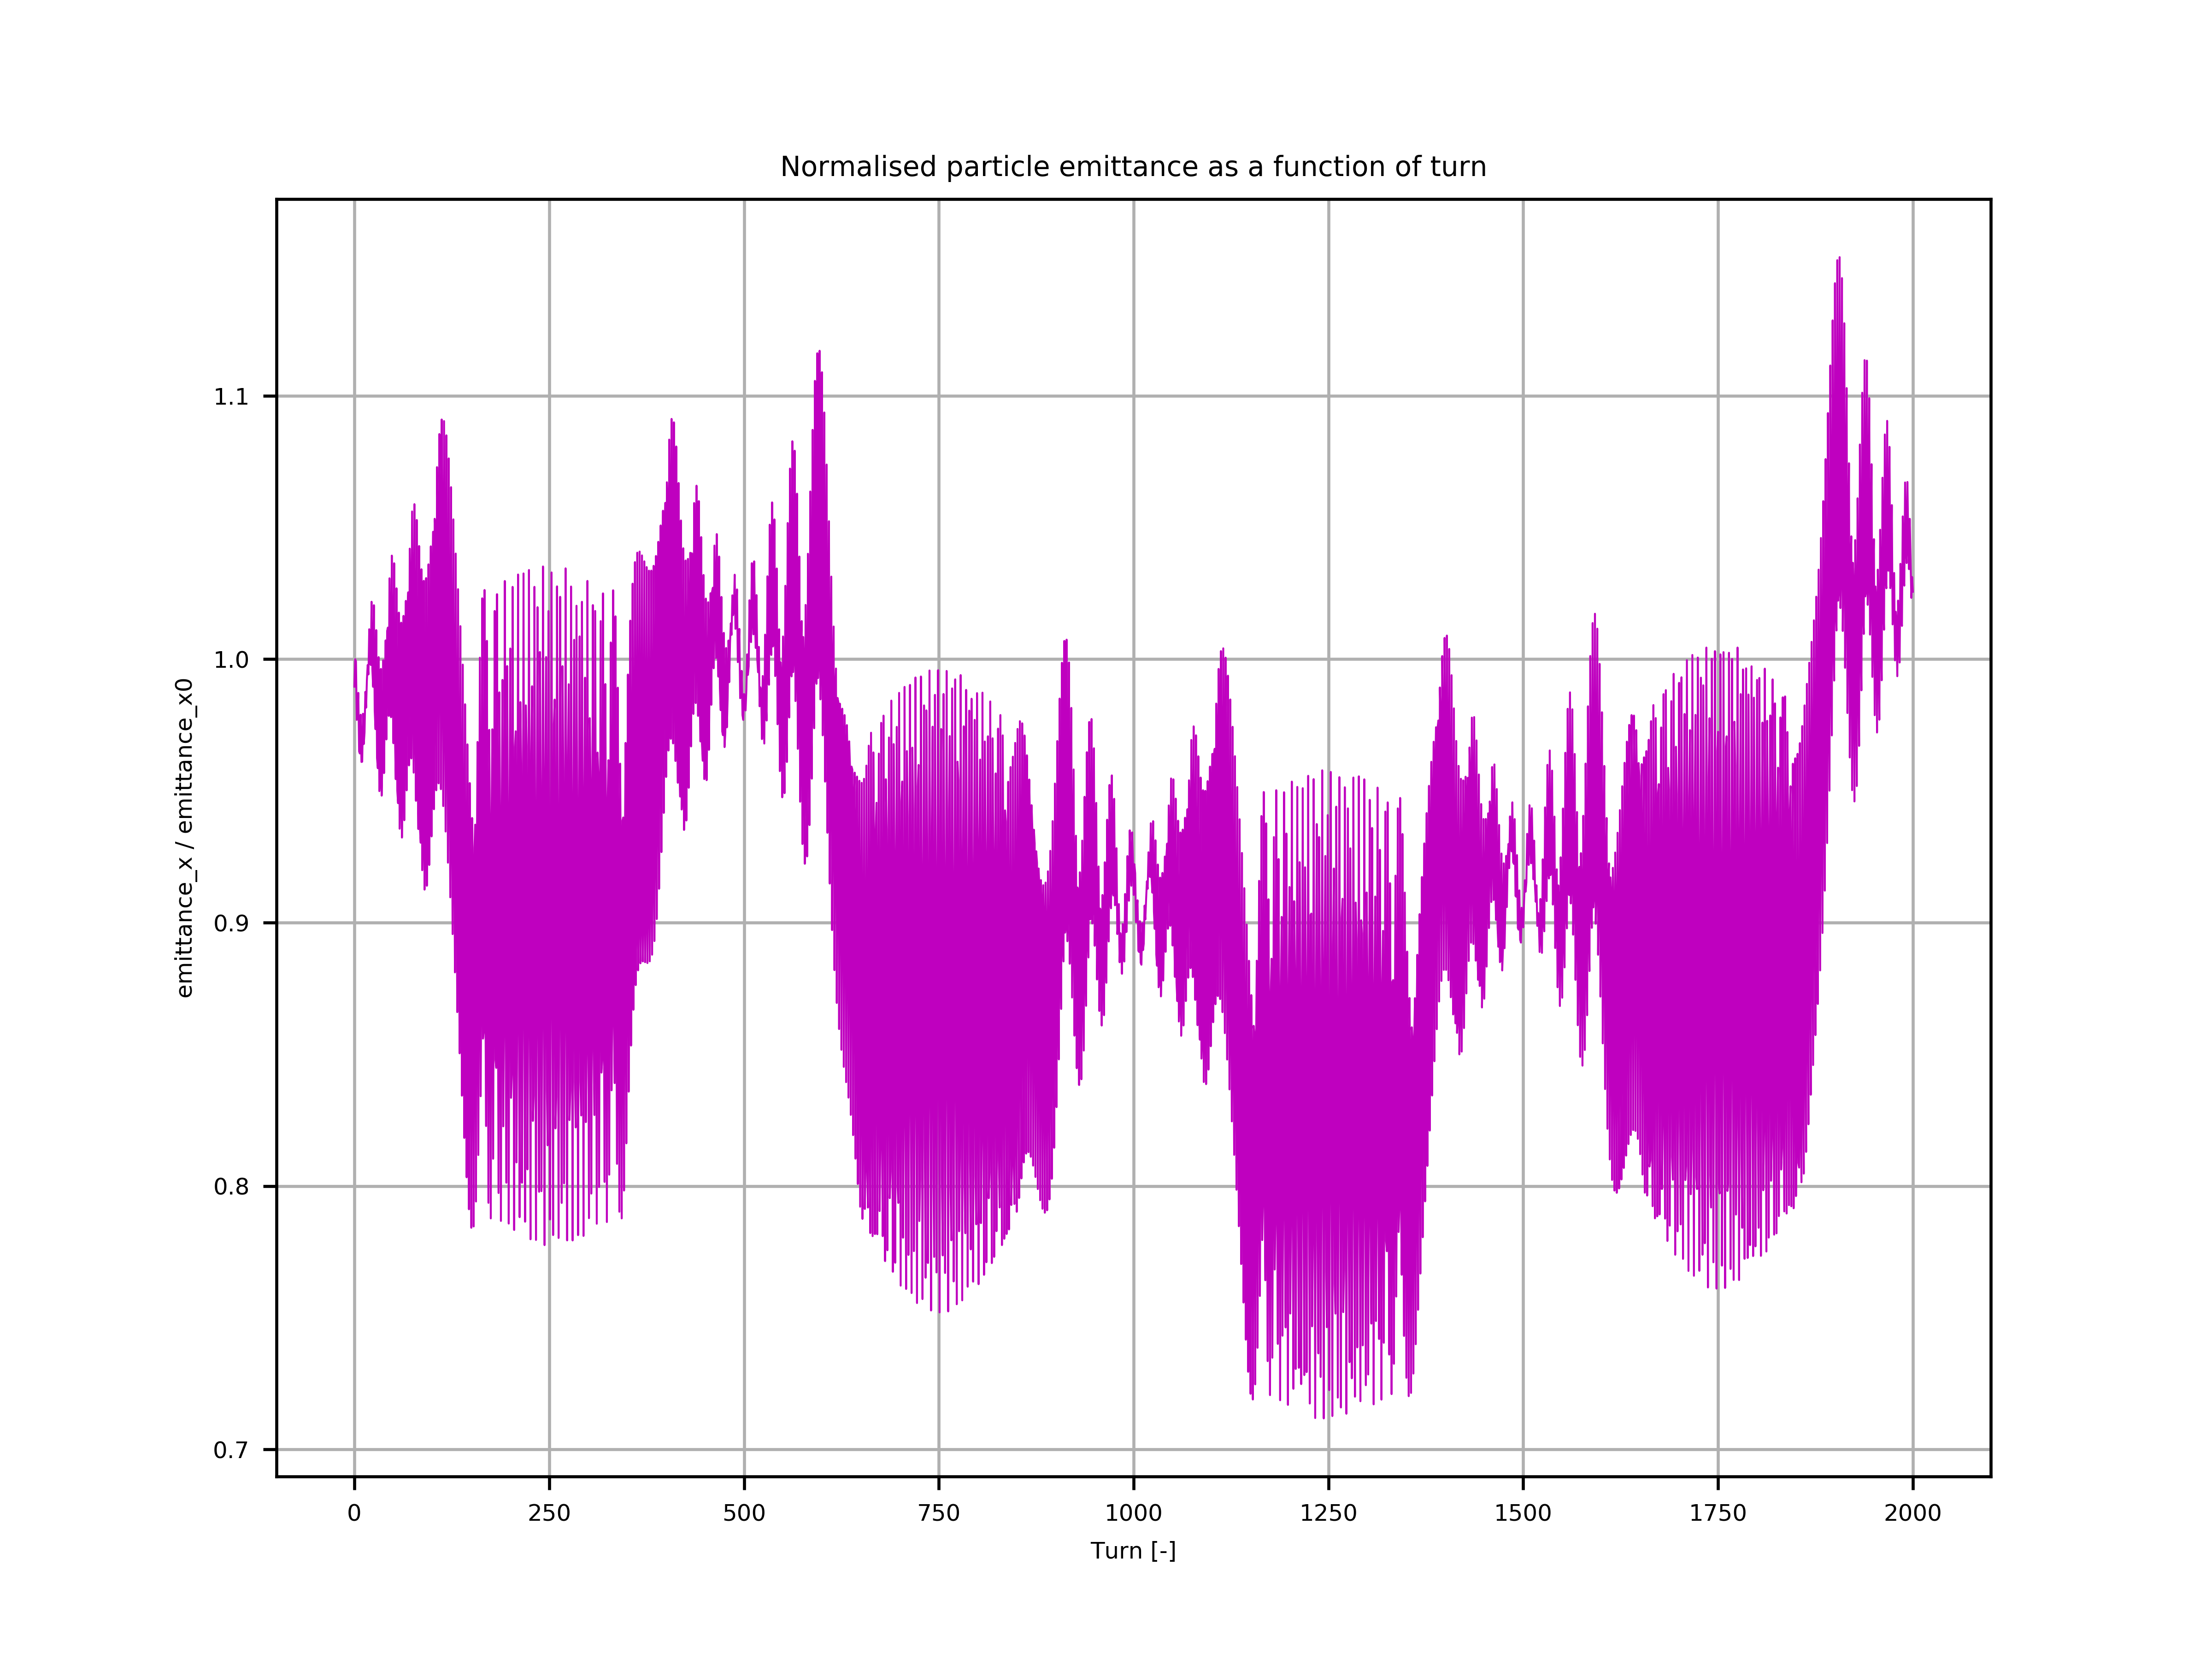 Normalised particle emittance as a function of turn
emittance_x / emittance_x0
1.1
1.0
0.9
0.8
0.7
0 250 500 750 1000 1250 1500 1750 2000
Turn [-]